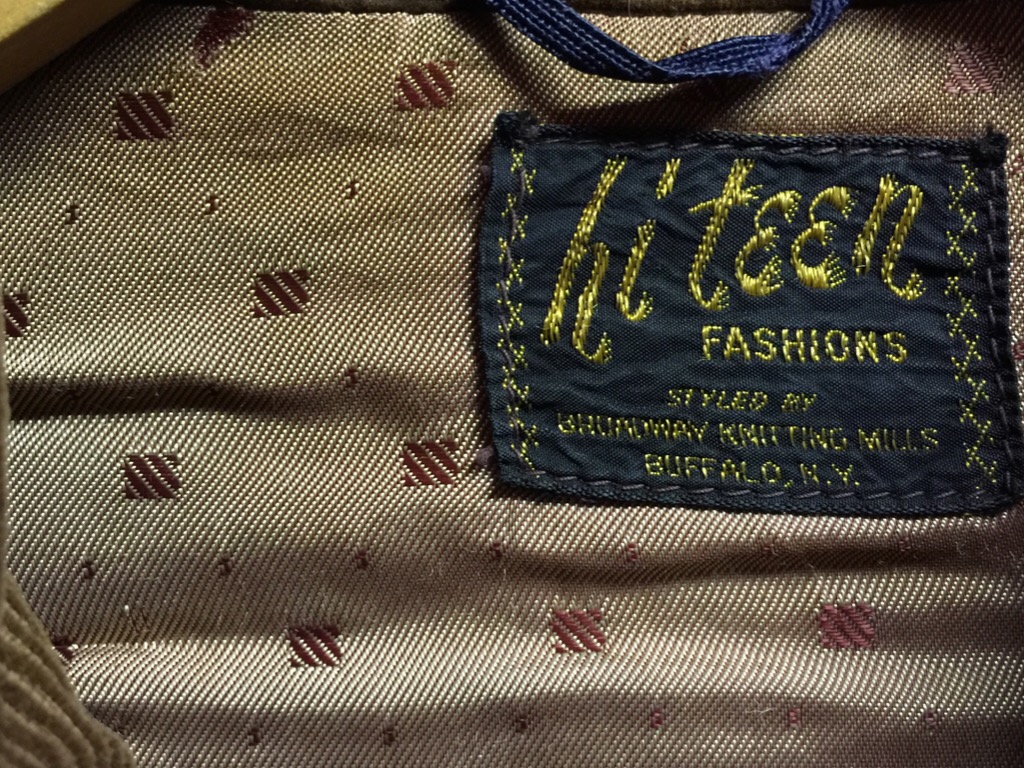 hi' teen
FASHIONS
STYLED BY
BROADWAY KNITTING MILLS
BUFFALO, N.Y.